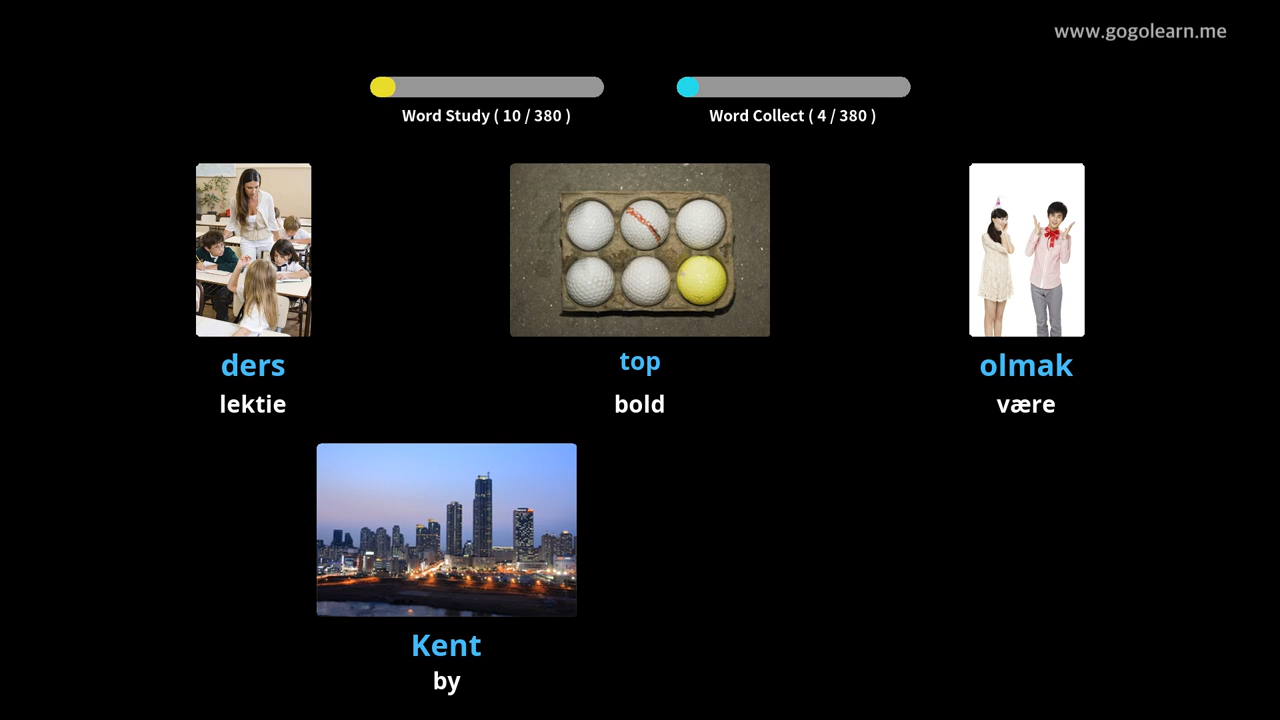 www.gogolearn.me
Word Study ( 10 / 380 )
Word Collect ( 4 / 380 )
ders
lektie
top
bold
olmak
være
Kent
by